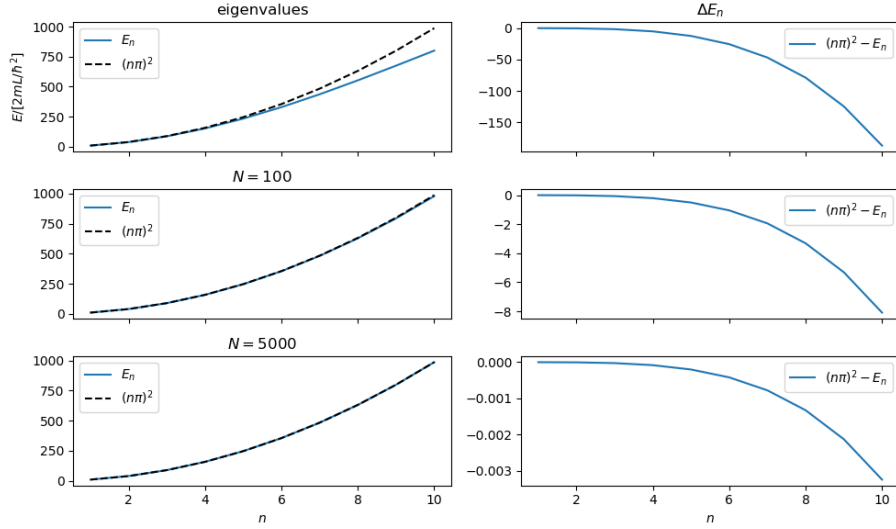 eigenvalues
ΔE_n
E/[2mL/ħ²]
1000
750
500
250
0
E_n
(nπ)²
0
−50
−100
−150
(nπ)² − E_n
N = 100
1000
750
500
250
0
E_n
(nπ)²
0
−2
−4
−6
−8
(nπ)² − E_n
N = 5000
1000
750
500
250
0
E_n
(nπ)²
2
4
6
8
10
n
0.000
−0.001
−0.002
−0.003
(nπ)² − E_n
2
4
6
8
10
n